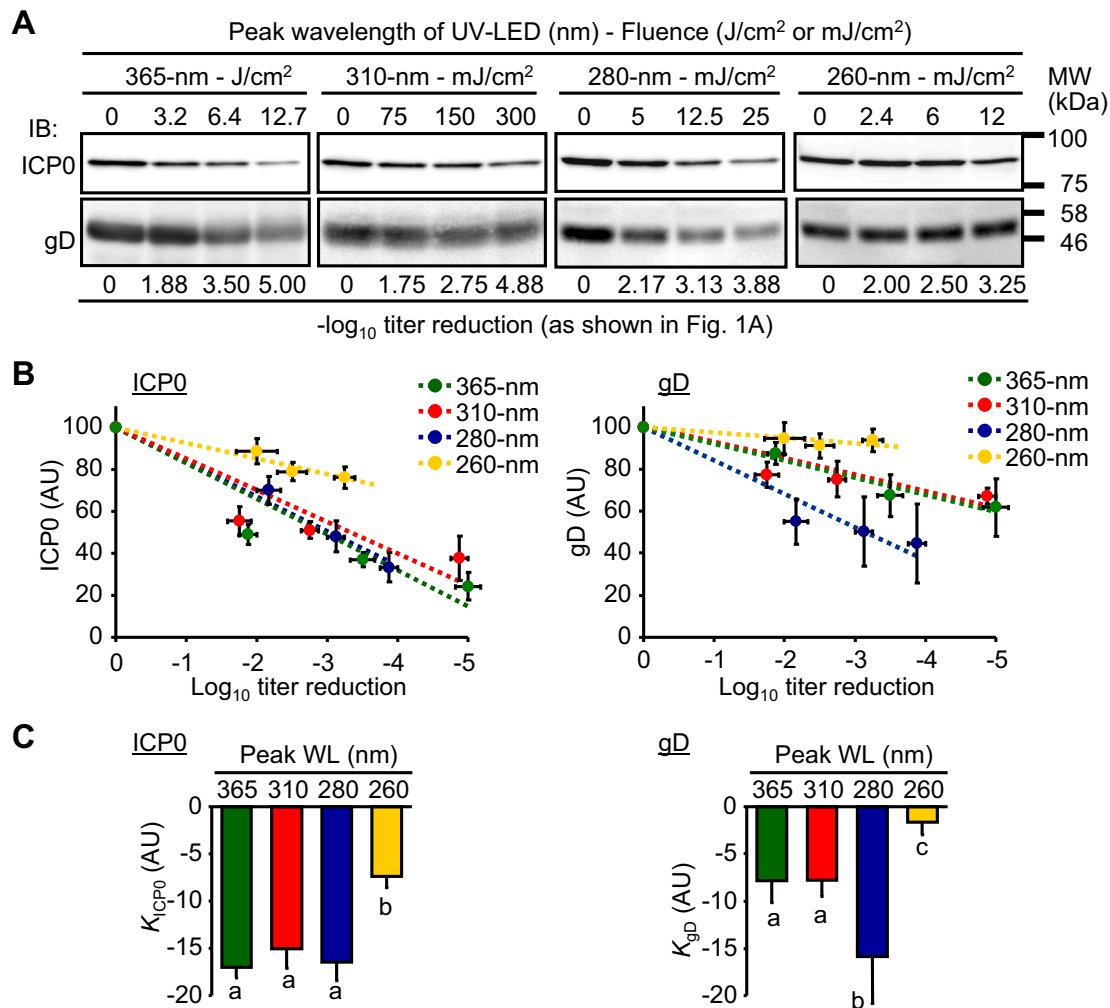 A
Peak wavelength of UV-LED (nm) - Fluence (J/cm² or mJ/cm²)
365-nm - J/cm² 310-nm - mJ/cm² 280-nm - mJ/cm² 260-nm - mJ/cm² MW (kDa)
IB: 0 3.2 6.4 12.7 0 75 150 300 0 5 12.5 25 0 2.4 6 12
100
ICP0
75
58
gD
46
0 1.88 3.50 5.00 0 1.75 2.75 4.88 0 2.17 3.13 3.88 0 2.00 2.50 3.25
-log₁₀ titer reduction (as shown in Fig. 1A)
B
ICP0
365-nm
310-nm
280-nm
260-nm
100
80
60
40
20
0
ICP0 (AU)
0 -1 -2 -3 -4 -5
Log₁₀ titer reduction
gD
365-nm
310-nm
280-nm
260-nm
100
80
60
40
20
0
gD (AU)
0 -1 -2 -3 -4 -5
Log₁₀ titer reduction
C
ICP0
Peak WL (nm)
365 310 280 260
0
-5
-10
-15
-20
K_ICP0 (AU)
a a a b
gD
Peak WL (nm)
365 310 280 260
0
-5
-10
-15
-20
K_gD (AU)
a a b c